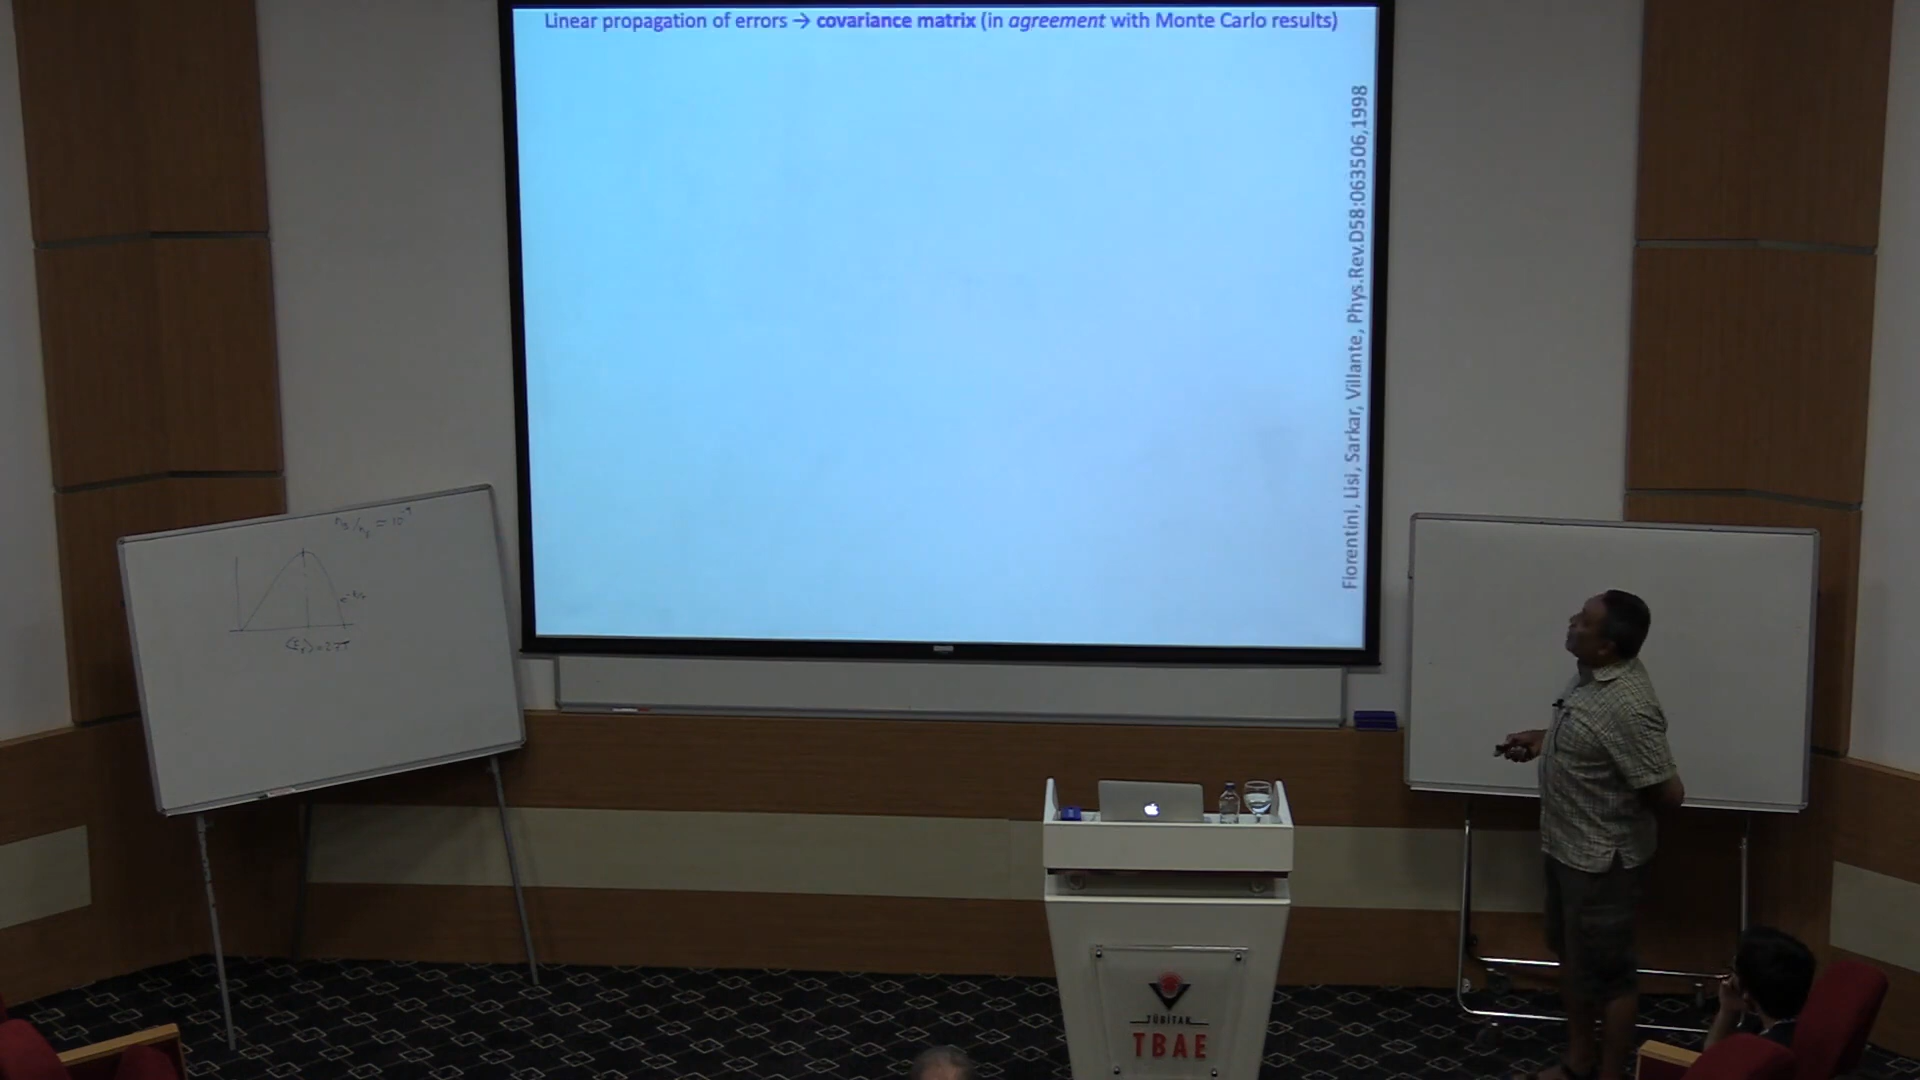 Linear propagation of errors → covariance matrix (in agreement with Monte Carlo results)
Fiorentini, Lisi, Sarkar, Villante, Phys.Rev.D58:063506,1998
TÜBİTAK
TBAE